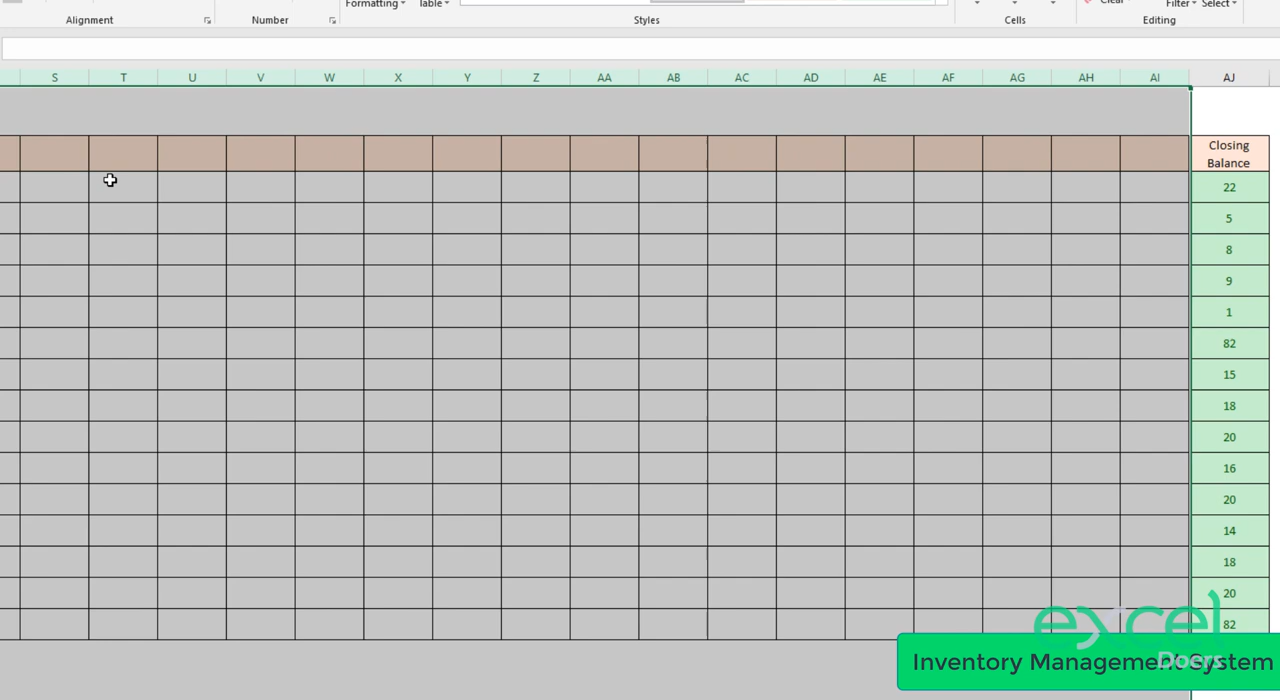 Formatting Table Clear Filter Select
Alignment Number Styles Cells Editing
S T U V W X Y Z AA AB AC AD AE AF AG AH AI AJ
Closing
Balance
22
5
8
9
1
82
15
18
20
16
20
14
18
20
82
excel
Doers
Inventory Management System